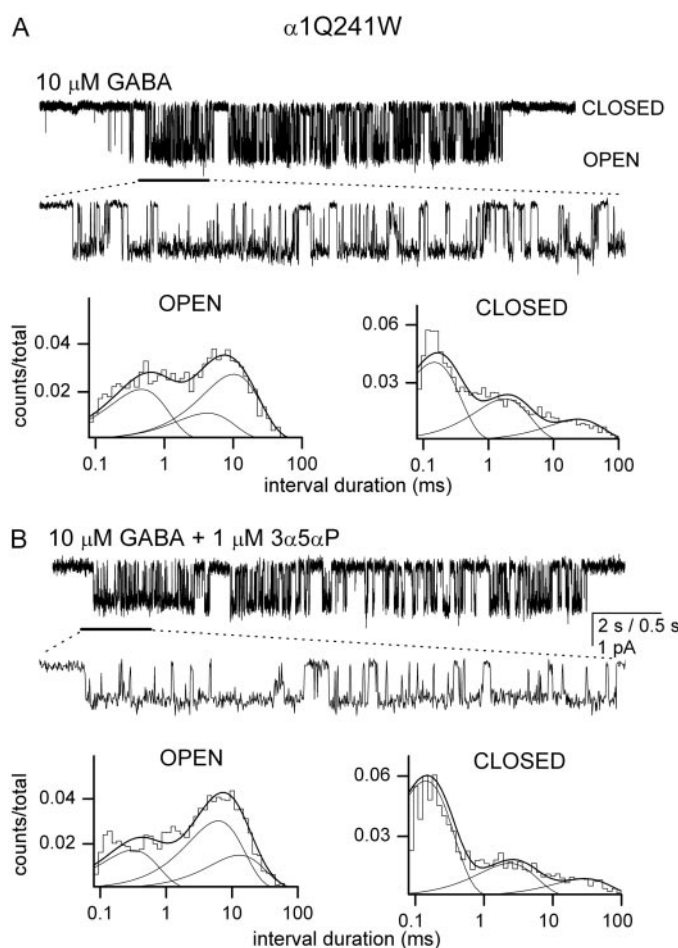 A α1Q241W
10 μM GABA
CLOSED
OPEN
OPEN CLOSED
counts/total
0.04
0.02
0.06
0.03
0.1 1 10 100 0.1 1 10 100
interval duration (ms)
B 10 μM GABA + 1 μM 3α5αP
2 s / 0.5 s
1 pA
OPEN CLOSED
counts/total
0.04
0.02
0.06
0.03
0.1 1 10 100 0.1 1 10 100
interval duration (ms)